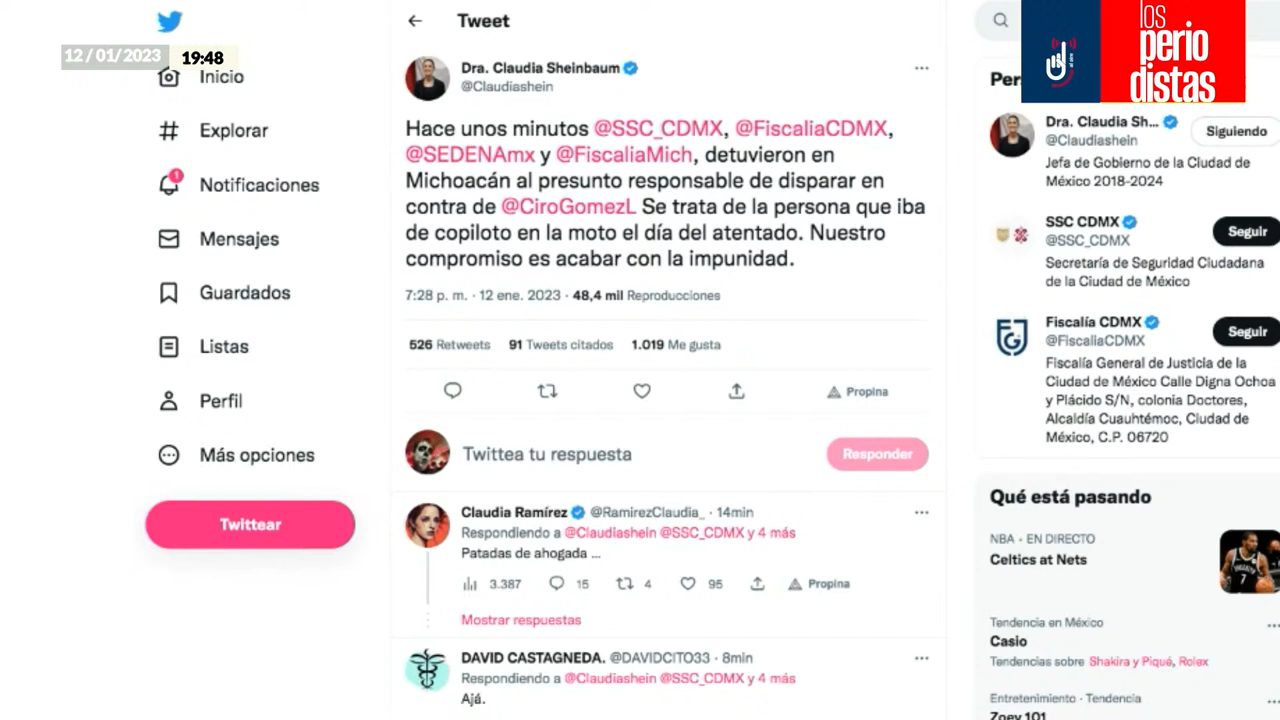 12/01/2023
19:48
Inicio
Explorar
1
Notificaciones
Mensajes
Guardados
Listas
Perfil
Más opciones
Twittear
Tweet
Dra. Claudia Sheinbaum
@Claudiashein
Hace unos minutos @SSC_CDMX, @FiscaliaCDMX,
@SEDENAmx y @FiscaliaMich, detuvieron en
Michoacán al presunto responsable de disparar en
contra de @CiroGomezL Se trata de la persona que iba
de copiloto en la moto el día del atentado. Nuestro
compromiso es acabar con la impunidad.
7:28 p. m. · 12 ene. 2023 · 48,4 mil Reproducciones
526 Retweets 91 Tweets citados 1.019 Me gusta
Propina
Twittea tu respuesta
Responder
Claudia Ramírez @RamirezClaudia_ · 14min
Respondiendo a @Claudiashein @SSC_CDMX y 4 más
Patadas de ahogada ...
3.387 15 4 95 Propina
Mostrar respuestas
DAVID CASTAGNEDA. @DAVIDCITO33 · 8min
Respondiendo a @Claudiashein @SSC_CDMX y 4 más
Ajá.
los
perio
distas
al aire
Per
Dra. Claudia Sh...
@Claudiashein
Siguiendo
Jefa de Gobierno de la Ciudad de
México 2018-2024
SSC CDMX
@SSC_CDMX
Seguir
Secretaría de Seguridad Ciudadana
de la Ciudad de México
Fiscalía CDMX
@FiscaliaCDMX
Seguir
Fiscalía General de Justicia de la
Ciudad de México Calle Digna Ochoa
y Plácido S/N, colonia Doctores,
Alcaldía Cuauhtémoc, Ciudad de
México, C.P. 06720
Qué está pasando
NBA · EN DIRECTO
Celtics at Nets
Tendencia en México
Casio
Tendencias sobre Shakira y Piqué, Rolex
Entretenimiento · Tendencia
Zoey 101